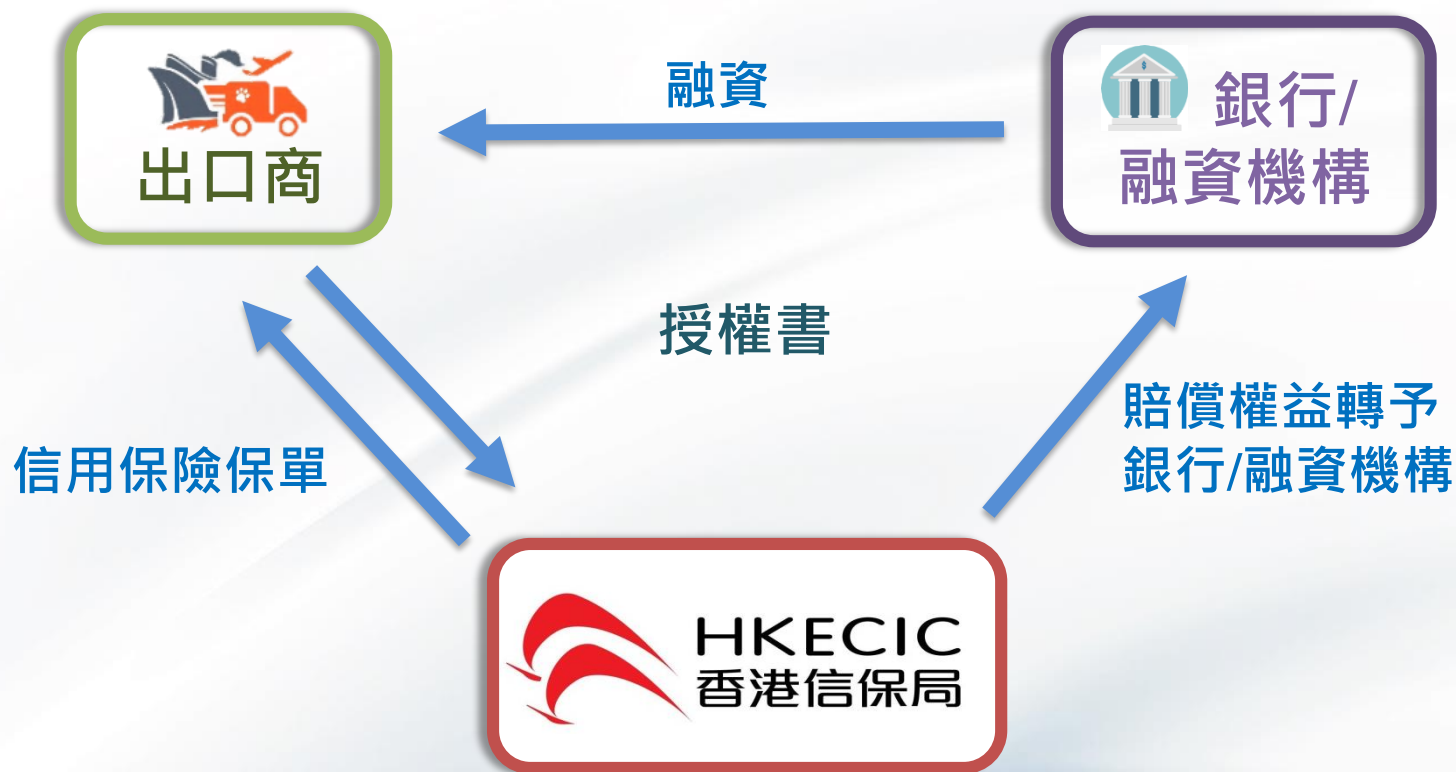 出口商
融資
銀行/
融資機構
授權書
信用保險保單
賠償權益轉予
銀行/融資機構
HKECIC
香港信保局